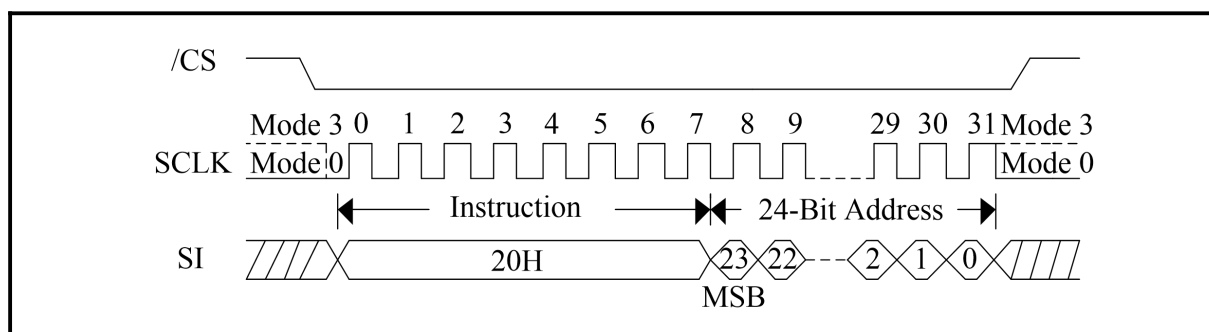 /CS
Mode 3 0 1 2 3 4 5 6 7 8 9 29 30 31 Mode 3
SCLK Mode 0 Mode 0
Instruction 24-Bit Address
SI 20H 23 22 2 1 0
MSB